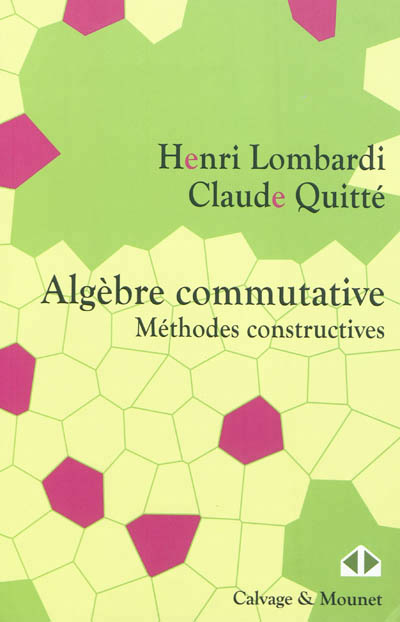 Henri Lombardi
Claude Quitté
Algèbre commutative
Méthodes constructives
Calvage & Mounet